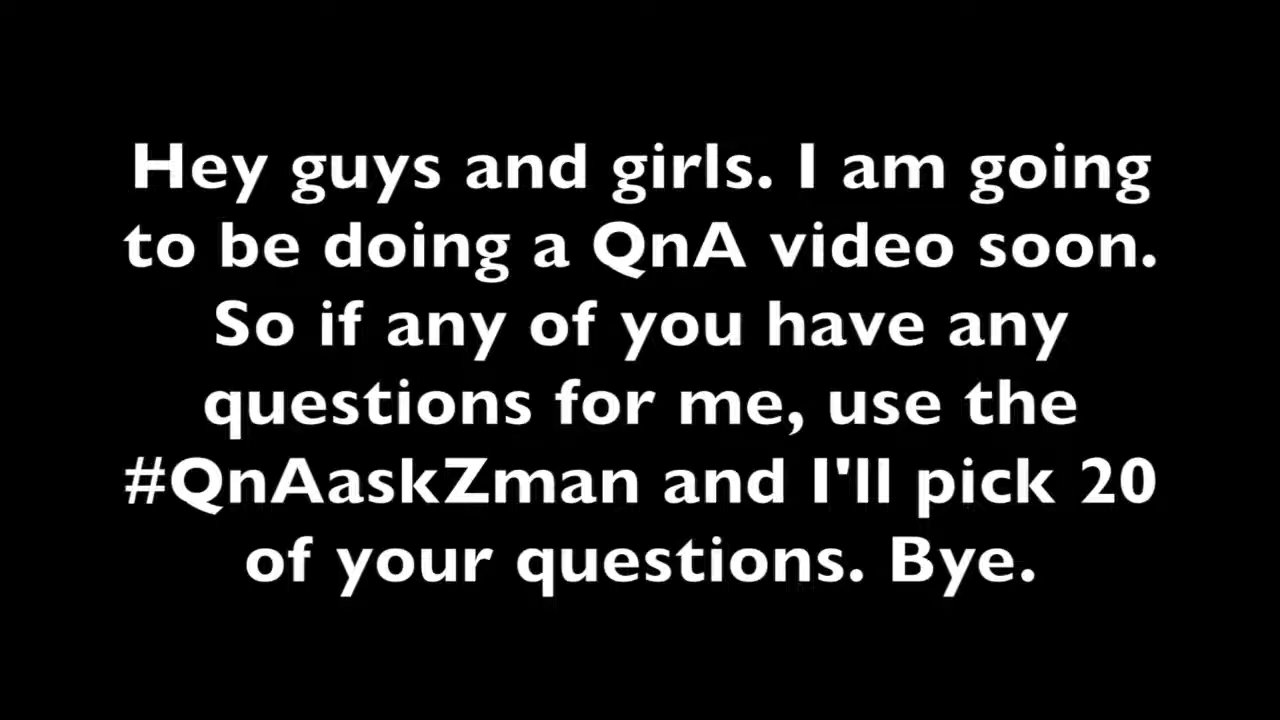 Hey guys and girls. I am going
to be doing a QnA video soon.
So if any of you have any
questions for me, use the
#QnAaskZman and I'll pick 20
of your questions. Bye.